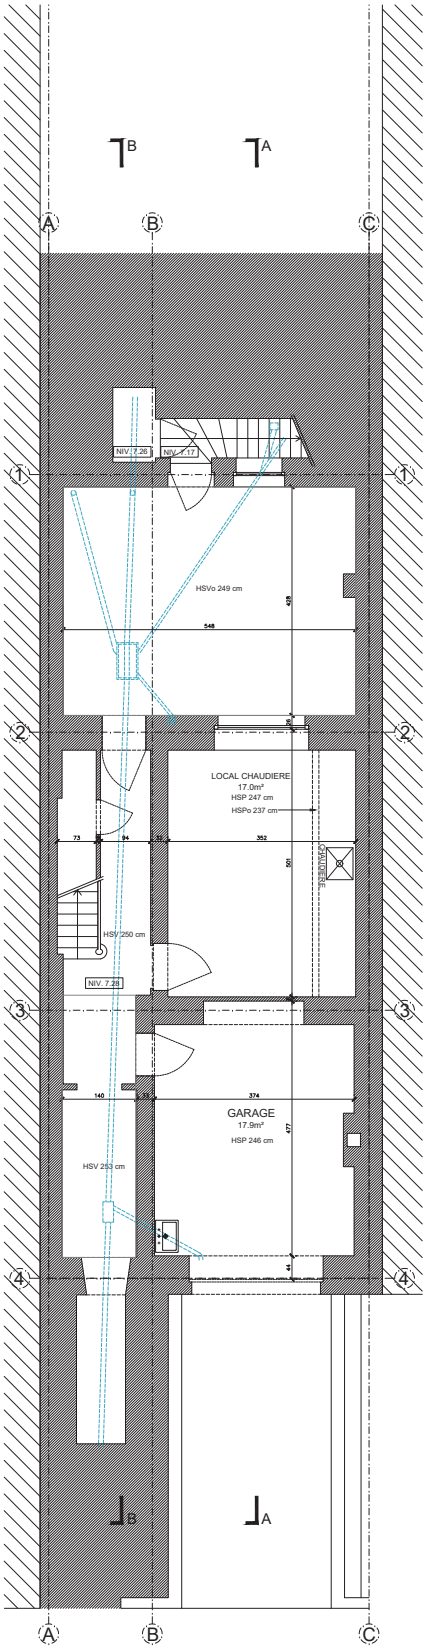 B
A
A
B
C
NIV. 7.26
NIV. 7.17
1
1
HSVo 249 cm
428
548
26
2
2
LOCAL CHAUDIERE
17.0m²
HSP 247 cm
HSPo 237 cm
73
94
32
352
CHAUDIERE
501
HSV 250 cm
NIV. 7.28
3
3
140
33
374
GARAGE
17.9m²
HSP 246 cm
477
HSV 253 cm
44
4
4
B
A
A
B
C